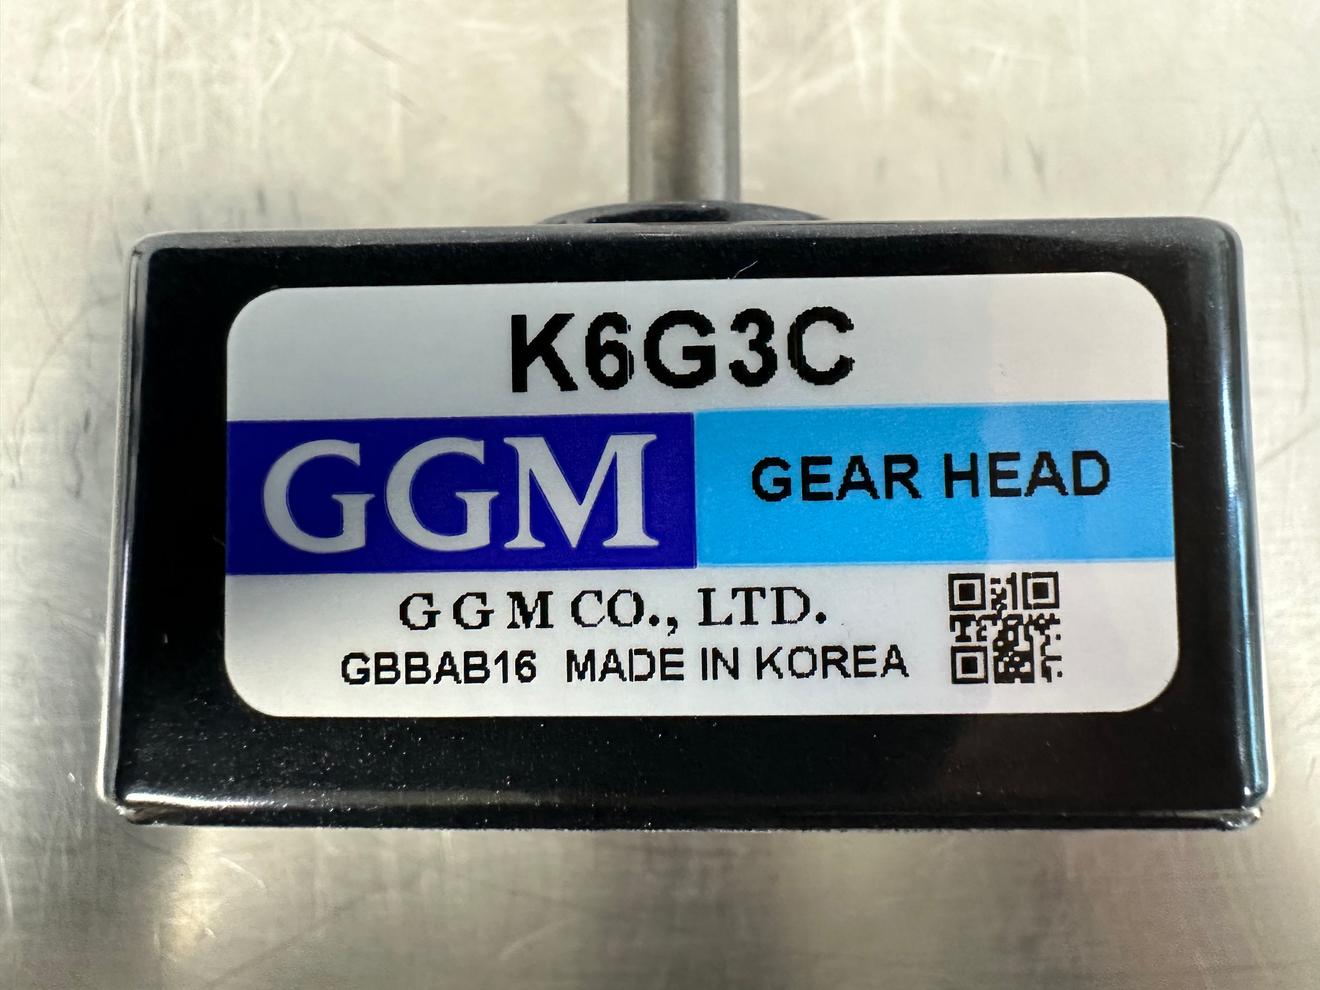 K6G3C
GGM
GEAR HEAD
G G M CO., LTD.
GBBAB16 MADE IN KOREA